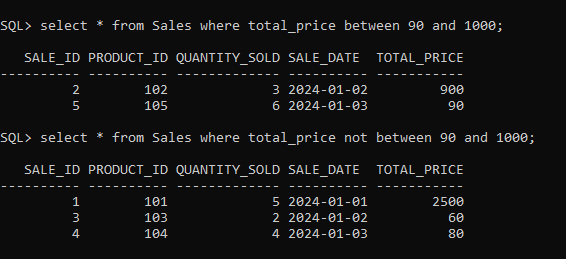 SQL> select * from Sales where total_price between 90 and 1000;
   SALE_ID PRODUCT_ID QUANTITY_SOLD SALE_DATE  TOTAL_PRICE
---------- ---------- ------------- ---------- -----------
         2        102             3 2024-01-02         900
         5        105             6 2024-01-03          90
SQL> select * from Sales where total_price not between 90 and 1000;
   SALE_ID PRODUCT_ID QUANTITY_SOLD SALE_DATE  TOTAL_PRICE
---------- ---------- ------------- ---------- -----------
         1        101             5 2024-01-01        2500
         3        103             2 2024-01-02          60
         4        104             4 2024-01-03          80